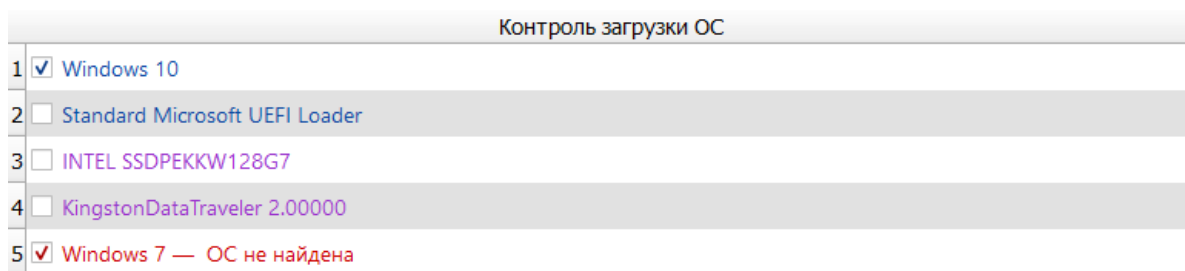 Контроль загрузки ОС
1 Windows 10
2 Standard Microsoft UEFI Loader
3 INTEL SSDPEKKW128G7
4 KingstonDataTraveler 2.00000
5 Windows 7 — ОС не найдена